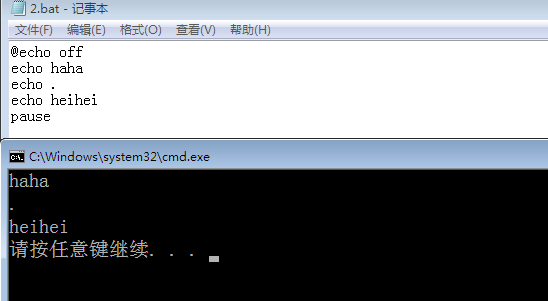 2.bat - 记事本
文件(F) 编辑(E) 格式(O) 查看(V) 帮助(H)
@echo off
echo haha
echo .
echo heihei
pause
C:\Windows\system32\cmd.exe
haha
.
heihei
请按任意键继续. . .